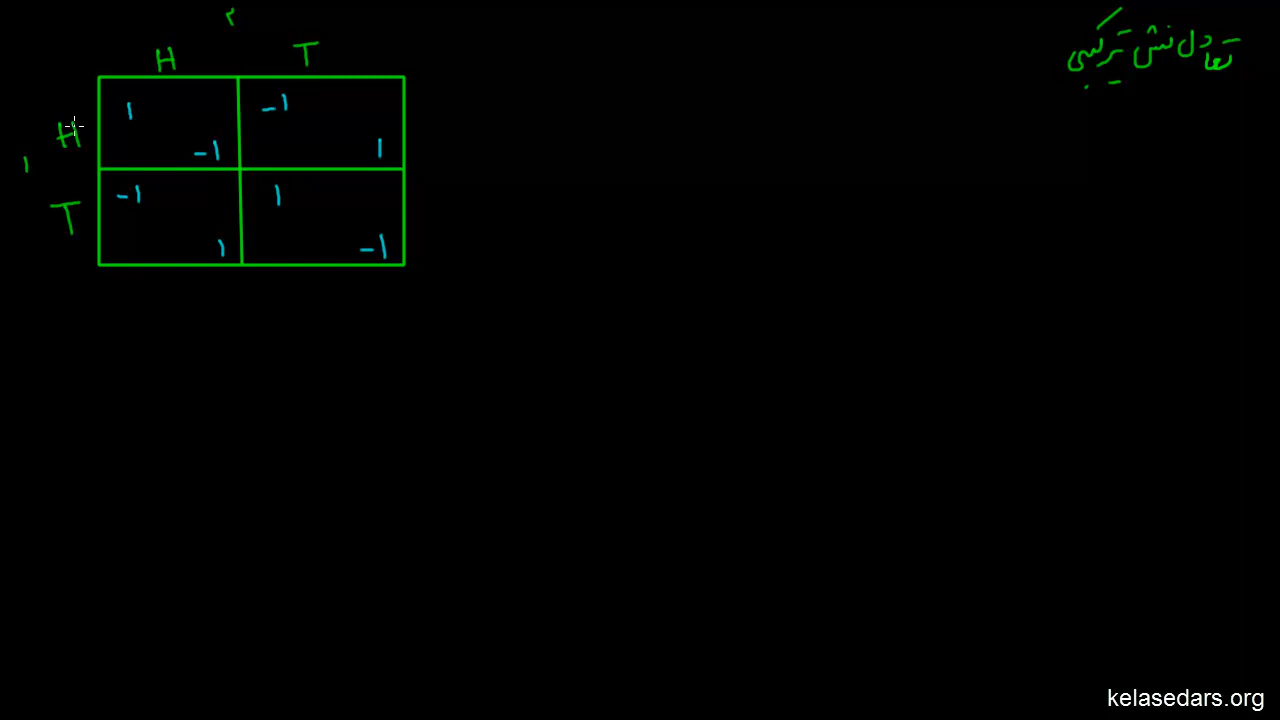 تعادل نش ترکیبی
۲
H T
H ۱ -۱ -۱ ۱
۱
T -۱ ۱ ۱ -۱
kelasedars.org